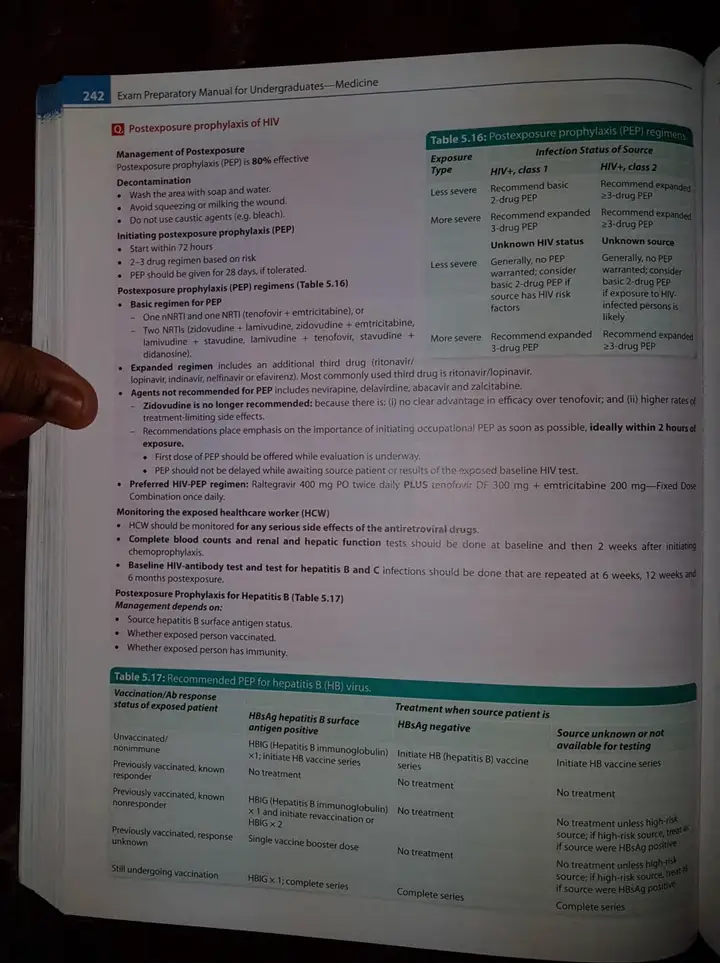 242 Exam Preparatory Manual for Undergraduates—Medicine
Q. Postexposure prophylaxis of HIV
Management of Postexposure
Postexposure prophylaxis (PEP) is 80% effective
Decontamination
• Wash the area with soap and water.
• Avoid squeezing or milking the wound.
• Do not use caustic agents (e.g. bleach).
Initiating postexposure prophylaxis (PEP)
• Start within 72 hours
• 2–3 drug regimen based on risk
• PEP should be given for 28 days, if tolerated.
Postexposure prophylaxis (PEP) regimens (Table 5.16)
• Basic regimen for PEP
– One nNRTI and one NRTI (tenofovir + emtricitabine), or
– Two NRTIs (zidovudine + lamivudine, zidovudine + emtricitabine,
lamivudine + stavudine, lamivudine + tenofovir, stavudine +
didanosine).
• Expanded regimen includes an additional third drug (ritonavir/
lopinavir, indinavir, nelfinavir or efavirenz). Most commonly used third drug is ritonavir/lopinavir.
• Agents not recommended for PEP includes nevirapine, delavirdine, abacavir and zalcitabine.
– Zidovudine is no longer recommended: because there is: (i) no clear advantage in efficacy over tenofovir; and (ii) higher rates of
treatment-limiting side effects.
– Recommendations place emphasis on the importance of initiating occupational PEP as soon as possible, ideally within 2 hours of
exposure.
• First dose of PEP should be offered while evaluation is underway.
• PEP should not be delayed while awaiting source patient or results of the exposed baseline HIV test.
• Preferred HIV-PEP regimen: Raltegravir 400 mg PO twice daily PLUS tenofovir DF 300 mg + emtricitabine 200 mg—Fixed Dose
Combination once daily.
Monitoring the exposed healthcare worker (HCW)
• HCW should be monitored for any serious side effects of the antiretroviral drugs.
• Complete blood counts and renal and hepatic function tests should be done at baseline and then 2 weeks after initiating
chemoprophylaxis.
• Baseline HIV-antibody test and test for hepatitis B and C infections should be done that are repeated at 6 weeks, 12 weeks and
6 months postexposure.
Postexposure Prophylaxis for Hepatitis B (Table 5.17)
Management depends on:
• Source hepatitis B surface antigen status.
• Whether exposed person vaccinated.
• Whether exposed person has immunity.
Table 5.16: Postexposure prophylaxis (PEP) regimens
Exposure Infection Status of Source
Type HIV+, class 1 HIV+, class 2
Less severe Recommend basic Recommend expanded
2-drug PEP ≥3-drug PEP
More severe Recommend expanded Recommend expanded
3-drug PEP ≥3-drug PEP
Unknown HIV status Unknown source
Less severe Generally, no PEP Generally, no PEP
warranted; consider warranted; consider
basic 2-drug PEP if basic 2-drug PEP
source has HIV risk if exposure to HIV-
factors infected persons is
likely
More severe Recommend expanded Recommend expanded
3-drug PEP ≥3-drug PEP
Table 5.17: Recommended PEP for hepatitis B (HB) virus.
Vaccination/Ab response Treatment when source patient is
status of exposed patient HBsAg hepatitis B surface HBsAg negative Source unknown or not
antigen positive available for testing
Unvaccinated/ HBIG (Hepatitis B immunoglobulin) Initiate HB (hepatitis B) vaccine Initiate HB vaccine series
nonimmune ×1; initiate HB vaccine series series
Previously vaccinated, known No treatment No treatment No treatment
responder
Previously vaccinated, known HBIG (Hepatitis B immunoglobulin) No treatment No treatment unless high-risk
nonresponder × 1 and initiate revaccination or source; if high-risk source, treat as
HBIG × 2 if source were HBsAg positive
Previously vaccinated, response Single vaccine booster dose No treatment No treatment unless high-risk
unknown source; if high-risk source, treat as
if source were HBsAg positive
Still undergoing vaccination HBIG × 1; complete series Complete series Complete series